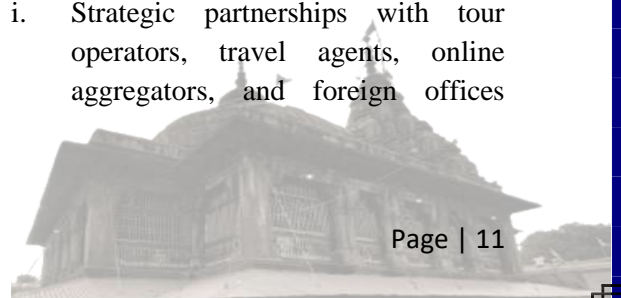 i. Strategic partnerships with tour
operators, travel agents, online
aggregators, and foreign offices
Page | 11